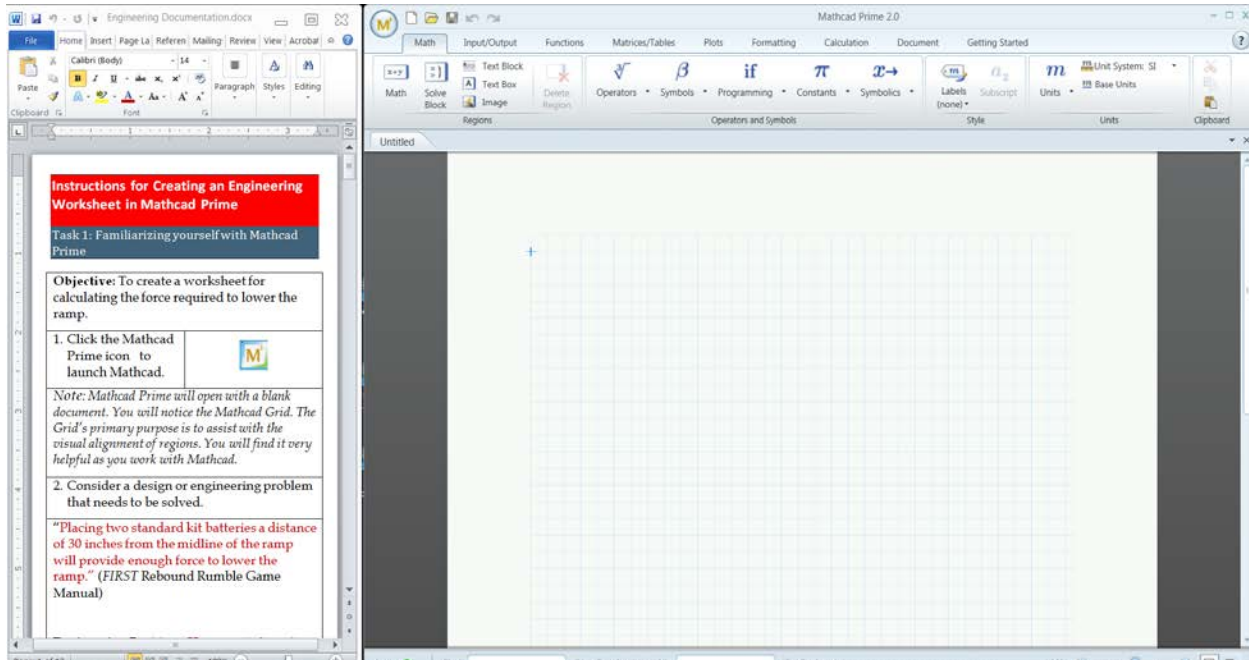 Engineering Documentation.docx
File Home Insert Page La Referen Mailing Review View Acrobat
Calibri (Body) 14
Paste
Paragraph Styles Editing
Clipboard Font
Instructions for Creating an Engineering
Worksheet in Mathcad Prime
Task 1: Familiarizing yourself with Mathcad
Prime
Objective: To create a worksheet for
calculating the force required to lower the
ramp.
1. Click the Mathcad
Prime icon to
launch Mathcad.
Note: Mathcad Prime will open with a blank
document. You will notice the Mathcad Grid. The
Grid's primary purpose is to assist with the
visual alignment of regions. You will find it very
helpful as you work with Mathcad.
2. Consider a design or engineering problem
that needs to be solved.
"Placing two standard kit batteries a distance
of 30 inches from the midline of the ramp
will provide enough force to lower the
ramp." (FIRST Rebound Rumble Game
Manual)
Mathcad Prime 2.0
Math Input/Output Functions Matrices/Tables Plots Formatting Calculation Document Getting Started
Math
Solve
Block
Text Block
Text Box
Image
Delete
Region
Operators Symbols Programming Constants Symbolics
Labels
(none)
Subscript
Units
Unit System: SI
Base Units
Regions Operators and Symbols Style Units Clipboard
Untitled